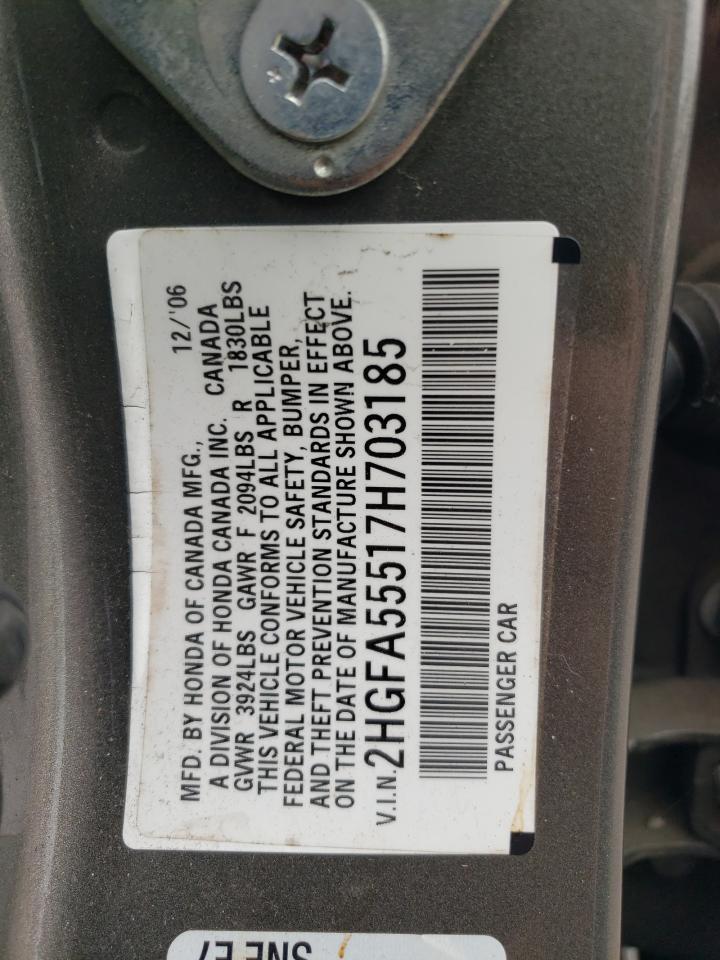 MFD. BY HONDA OF CANADA MFG., 12/'06
A DIVISION OF HONDA CANADA INC. CANADA
GVWR 3924LBS GAWR F 2094LBS R 1830LBS
THIS VEHICLE CONFORMS TO ALL APPLICABLE
FEDERAL MOTOR VEHICLE SAFETY, BUMPER,
AND THEFT PREVENTION STANDARDS IN EFFECT
ON THE DATE OF MANUFACTURE SHOWN ABOVE.
V.I.N. 2HGFA55517H703185
PASSENGER CAR